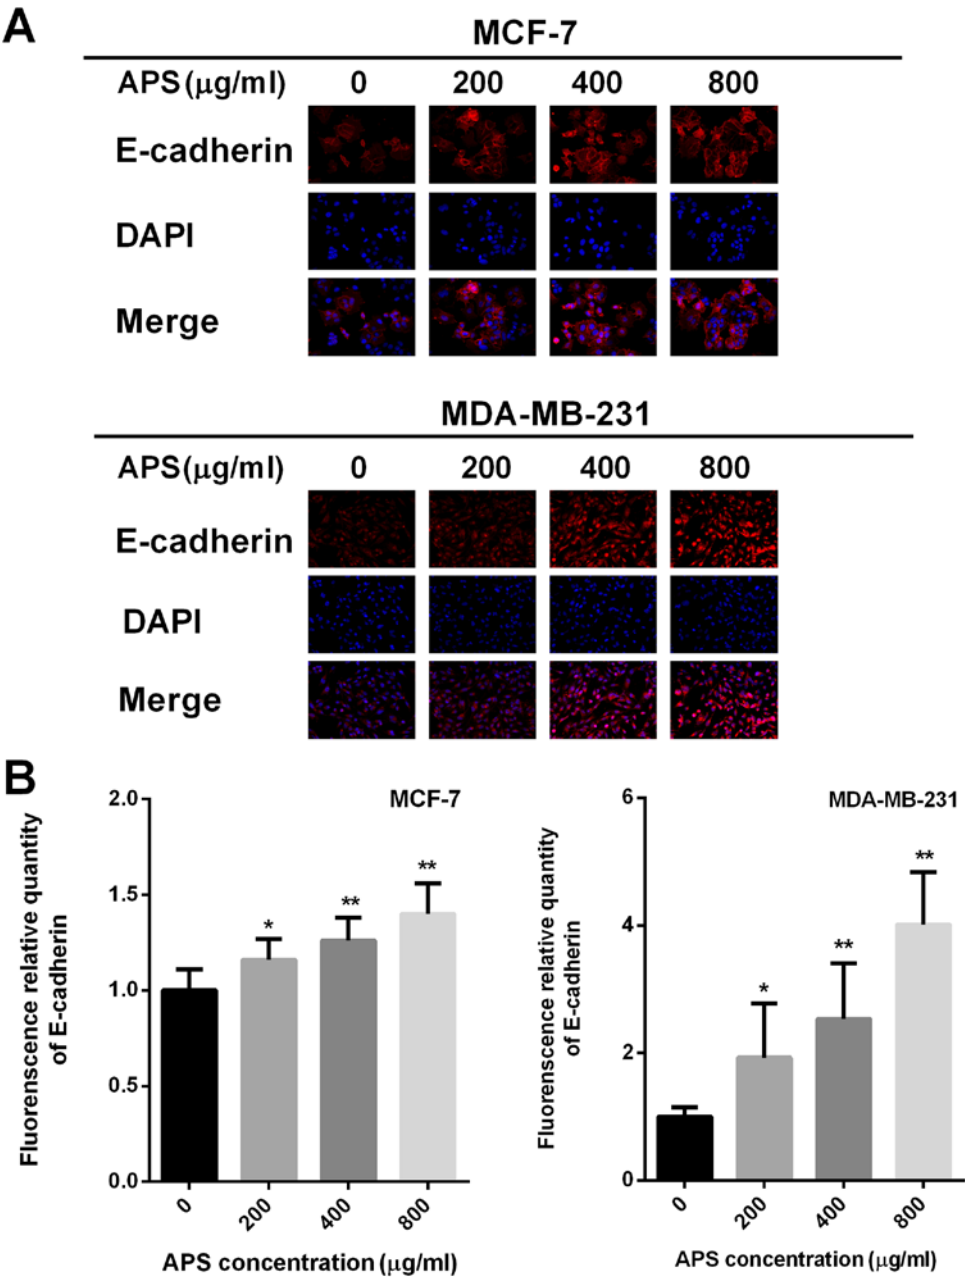 A
MCF-7
APS (μg/ml) 0 200 400 800
E-cadherin
DAPI
Merge
MDA-MB-231
APS (μg/ml) 0 200 400 800
E-cadherin
DAPI
Merge
B
MCF-7
Fluorenscence relative quantity
of E-cadherin
2.0
1.5
1.0
0.5
0.0
*
**
**
0 200 400 800
APS concentration (μg/ml)
MDA-MB-231
Fluorenscence relative quantity
of E-cadherin
6
4
2
0
*
**
**
0 200 400 800
APS concentration (μg/ml)